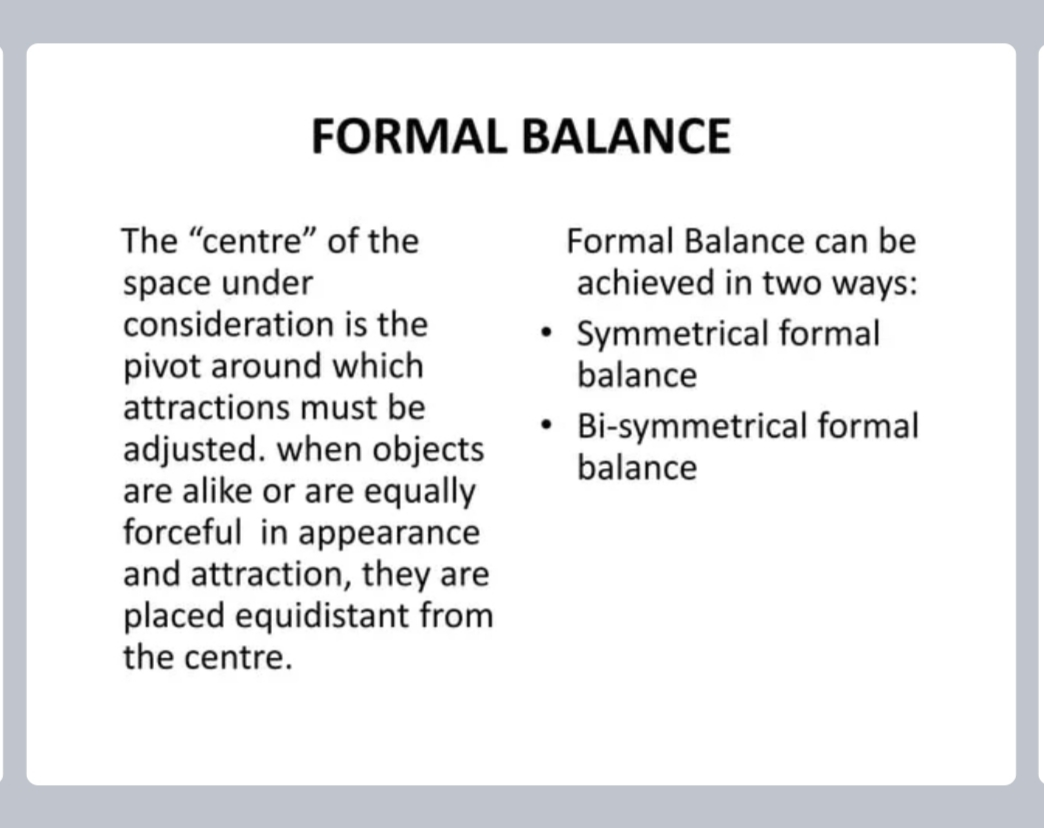 FORMAL BALANCE
The “centre” of the
space under
consideration is the
pivot around which
attractions must be
adjusted. when objects
are alike or are equally
forceful  in appearance
and attraction, they are
placed equidistant from
the centre.
Formal Balance can be
achieved in two ways:
• Symmetrical formal
balance
• Bi-symmetrical formal
balance